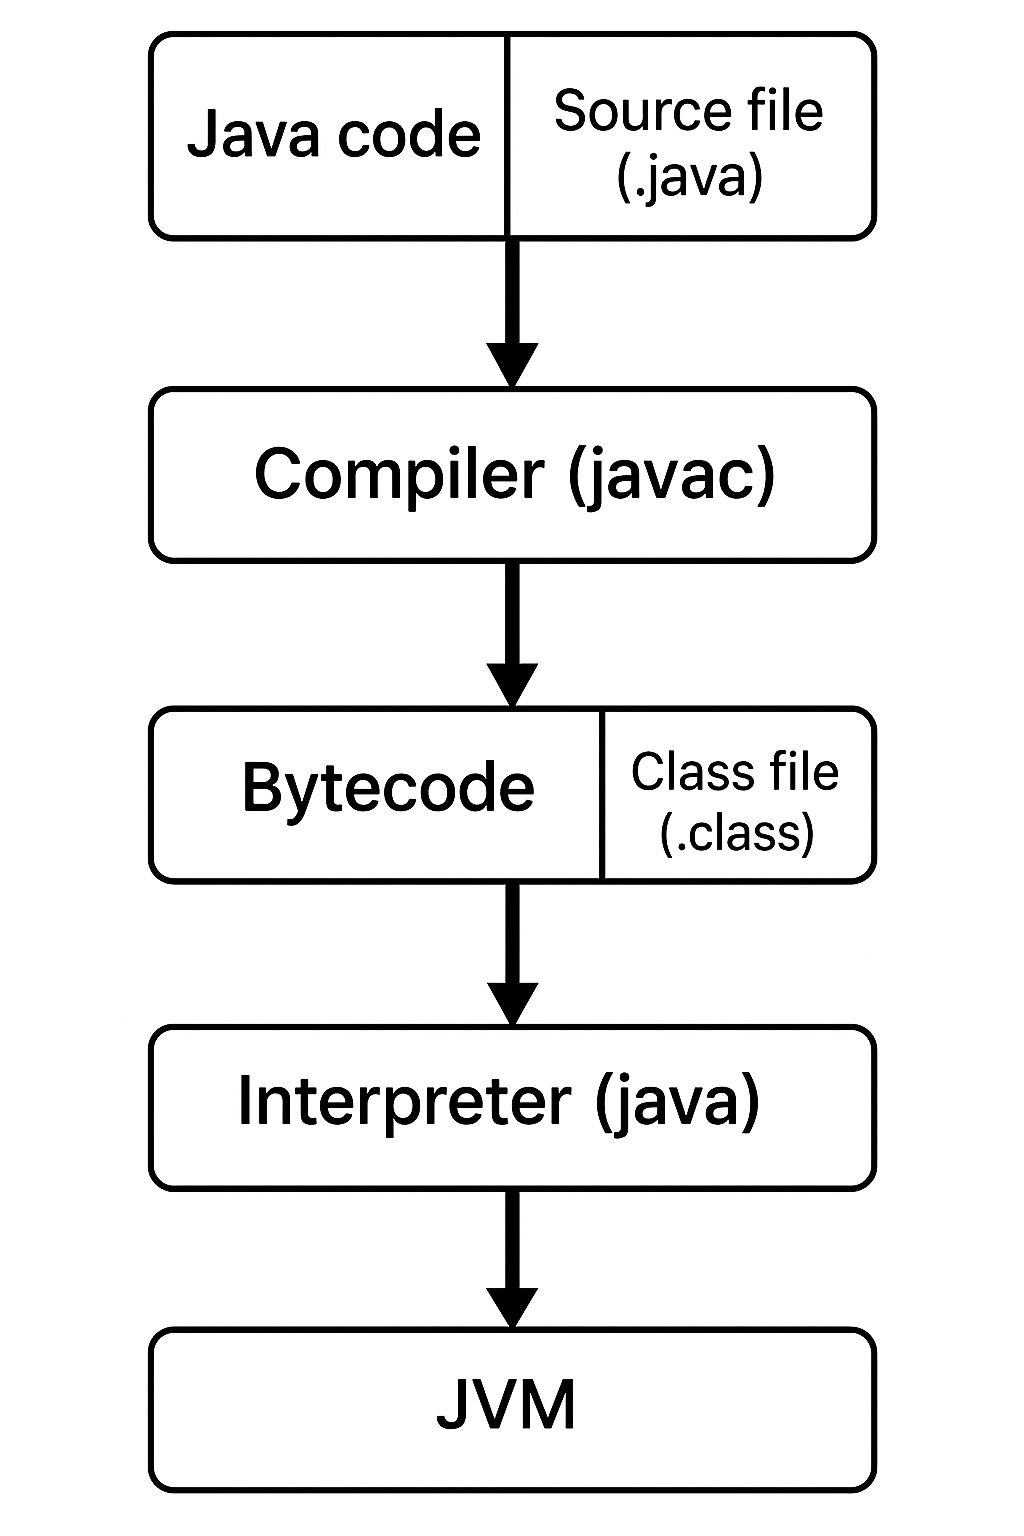 Java code
Source file
(.java)
Compiler (javac)
Bytecode
Class file
(.class)
Interpreter (java)
JVM